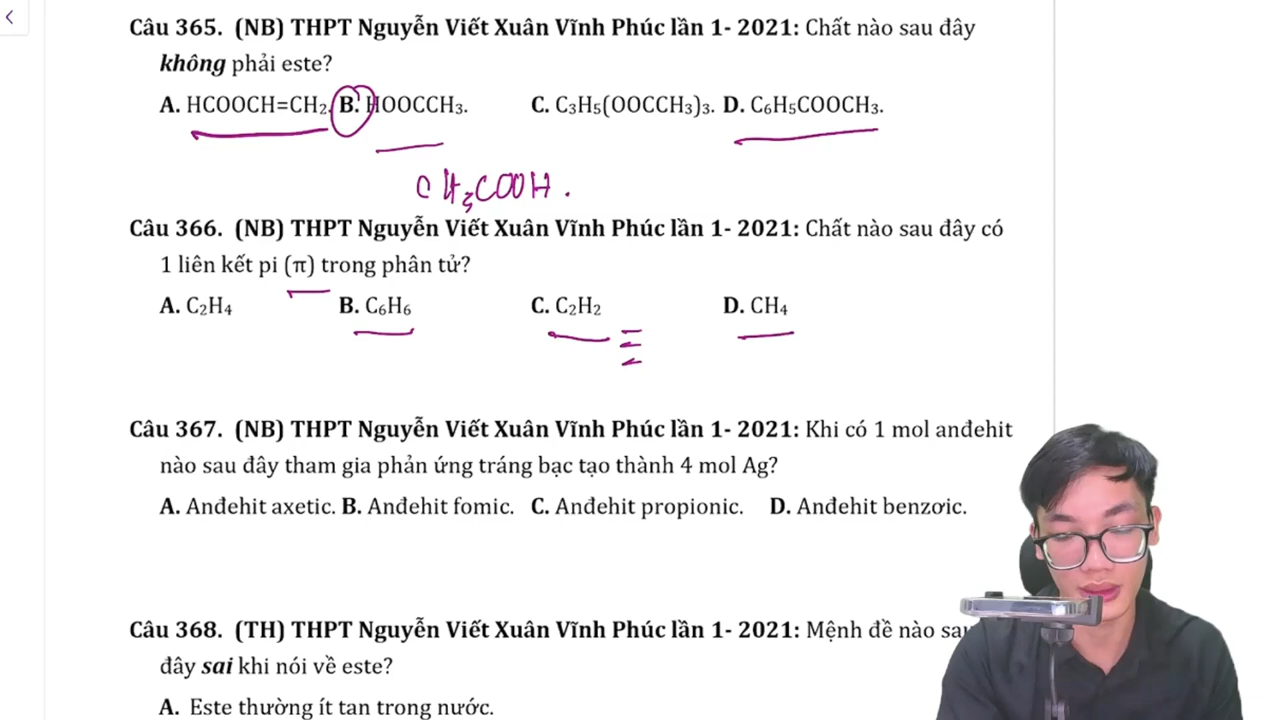 Câu 365. (NB) THPT Nguyễn Viết Xuân Vĩnh Phúc lần 1- 2021: Chất nào sau đây
không phải este?
A. HCOOCH=CH₂. B. HOOCCH₃. C. C₃H₅(OOCCH₃)₃. D. C₆H₅COOCH₃.
CH₃COOH.
Câu 366. (NB) THPT Nguyễn Viết Xuân Vĩnh Phúc lần 1- 2021: Chất nào sau đây có
1 liên kết pi (π) trong phân tử?
A. C₂H₄ B. C₆H₆ C. C₂H₂ D. CH₄
Câu 367. (NB) THPT Nguyễn Viết Xuân Vĩnh Phúc lần 1- 2021: Khi có 1 mol anđehit
nào sau đây tham gia phản ứng tráng bạc tạo thành 4 mol Ag?
A. Anđehit axetic. B. Anđehit fomic. C. Anđehit propionic. D. Anđehit benzơic.
Câu 368. (TH) THPT Nguyễn Viết Xuân Vĩnh Phúc lần 1- 2021: Mệnh đề nào sau
đây sai khi nói về este?
A. Este thường ít tan trong nước.